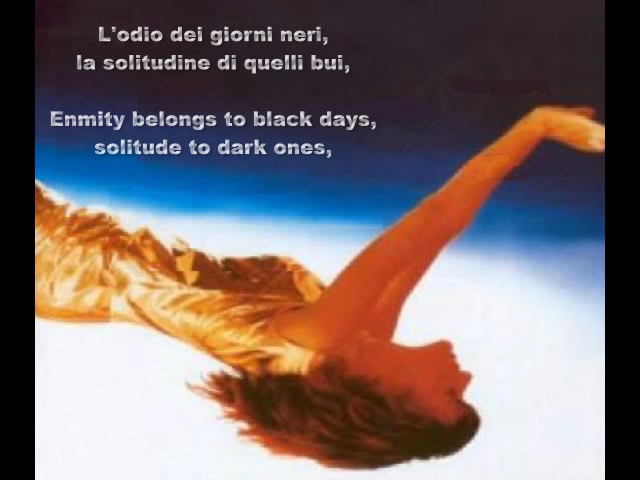 L'odio dei giorni neri,
la solitudine di quelli bui,
Enmity belongs to black days,
solitude to dark ones,